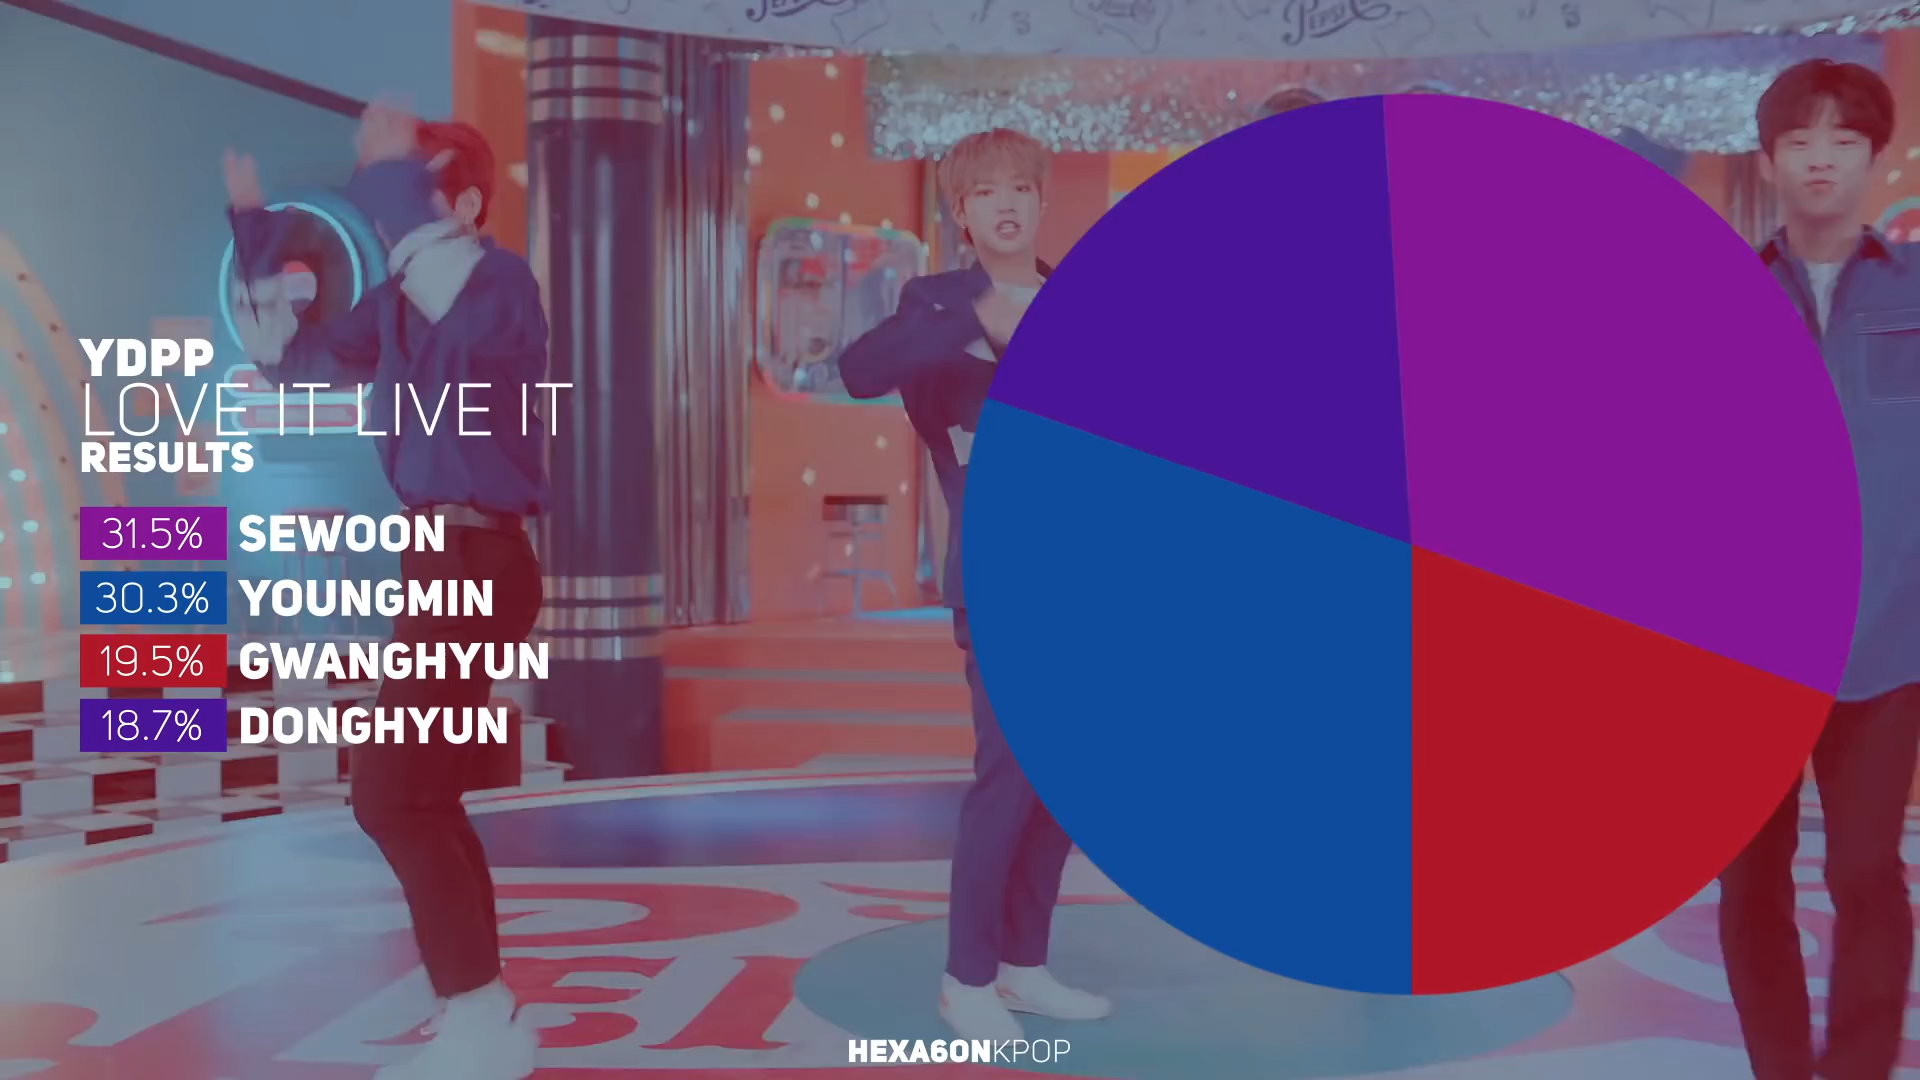 YDPP
LOVE IT LIVE IT
RESULTS
31.5% SEWOON
30.3% YOUNGMIN
19.5% GWANGHYUN
18.7% DONGHYUN
HEXA6ONKPOP